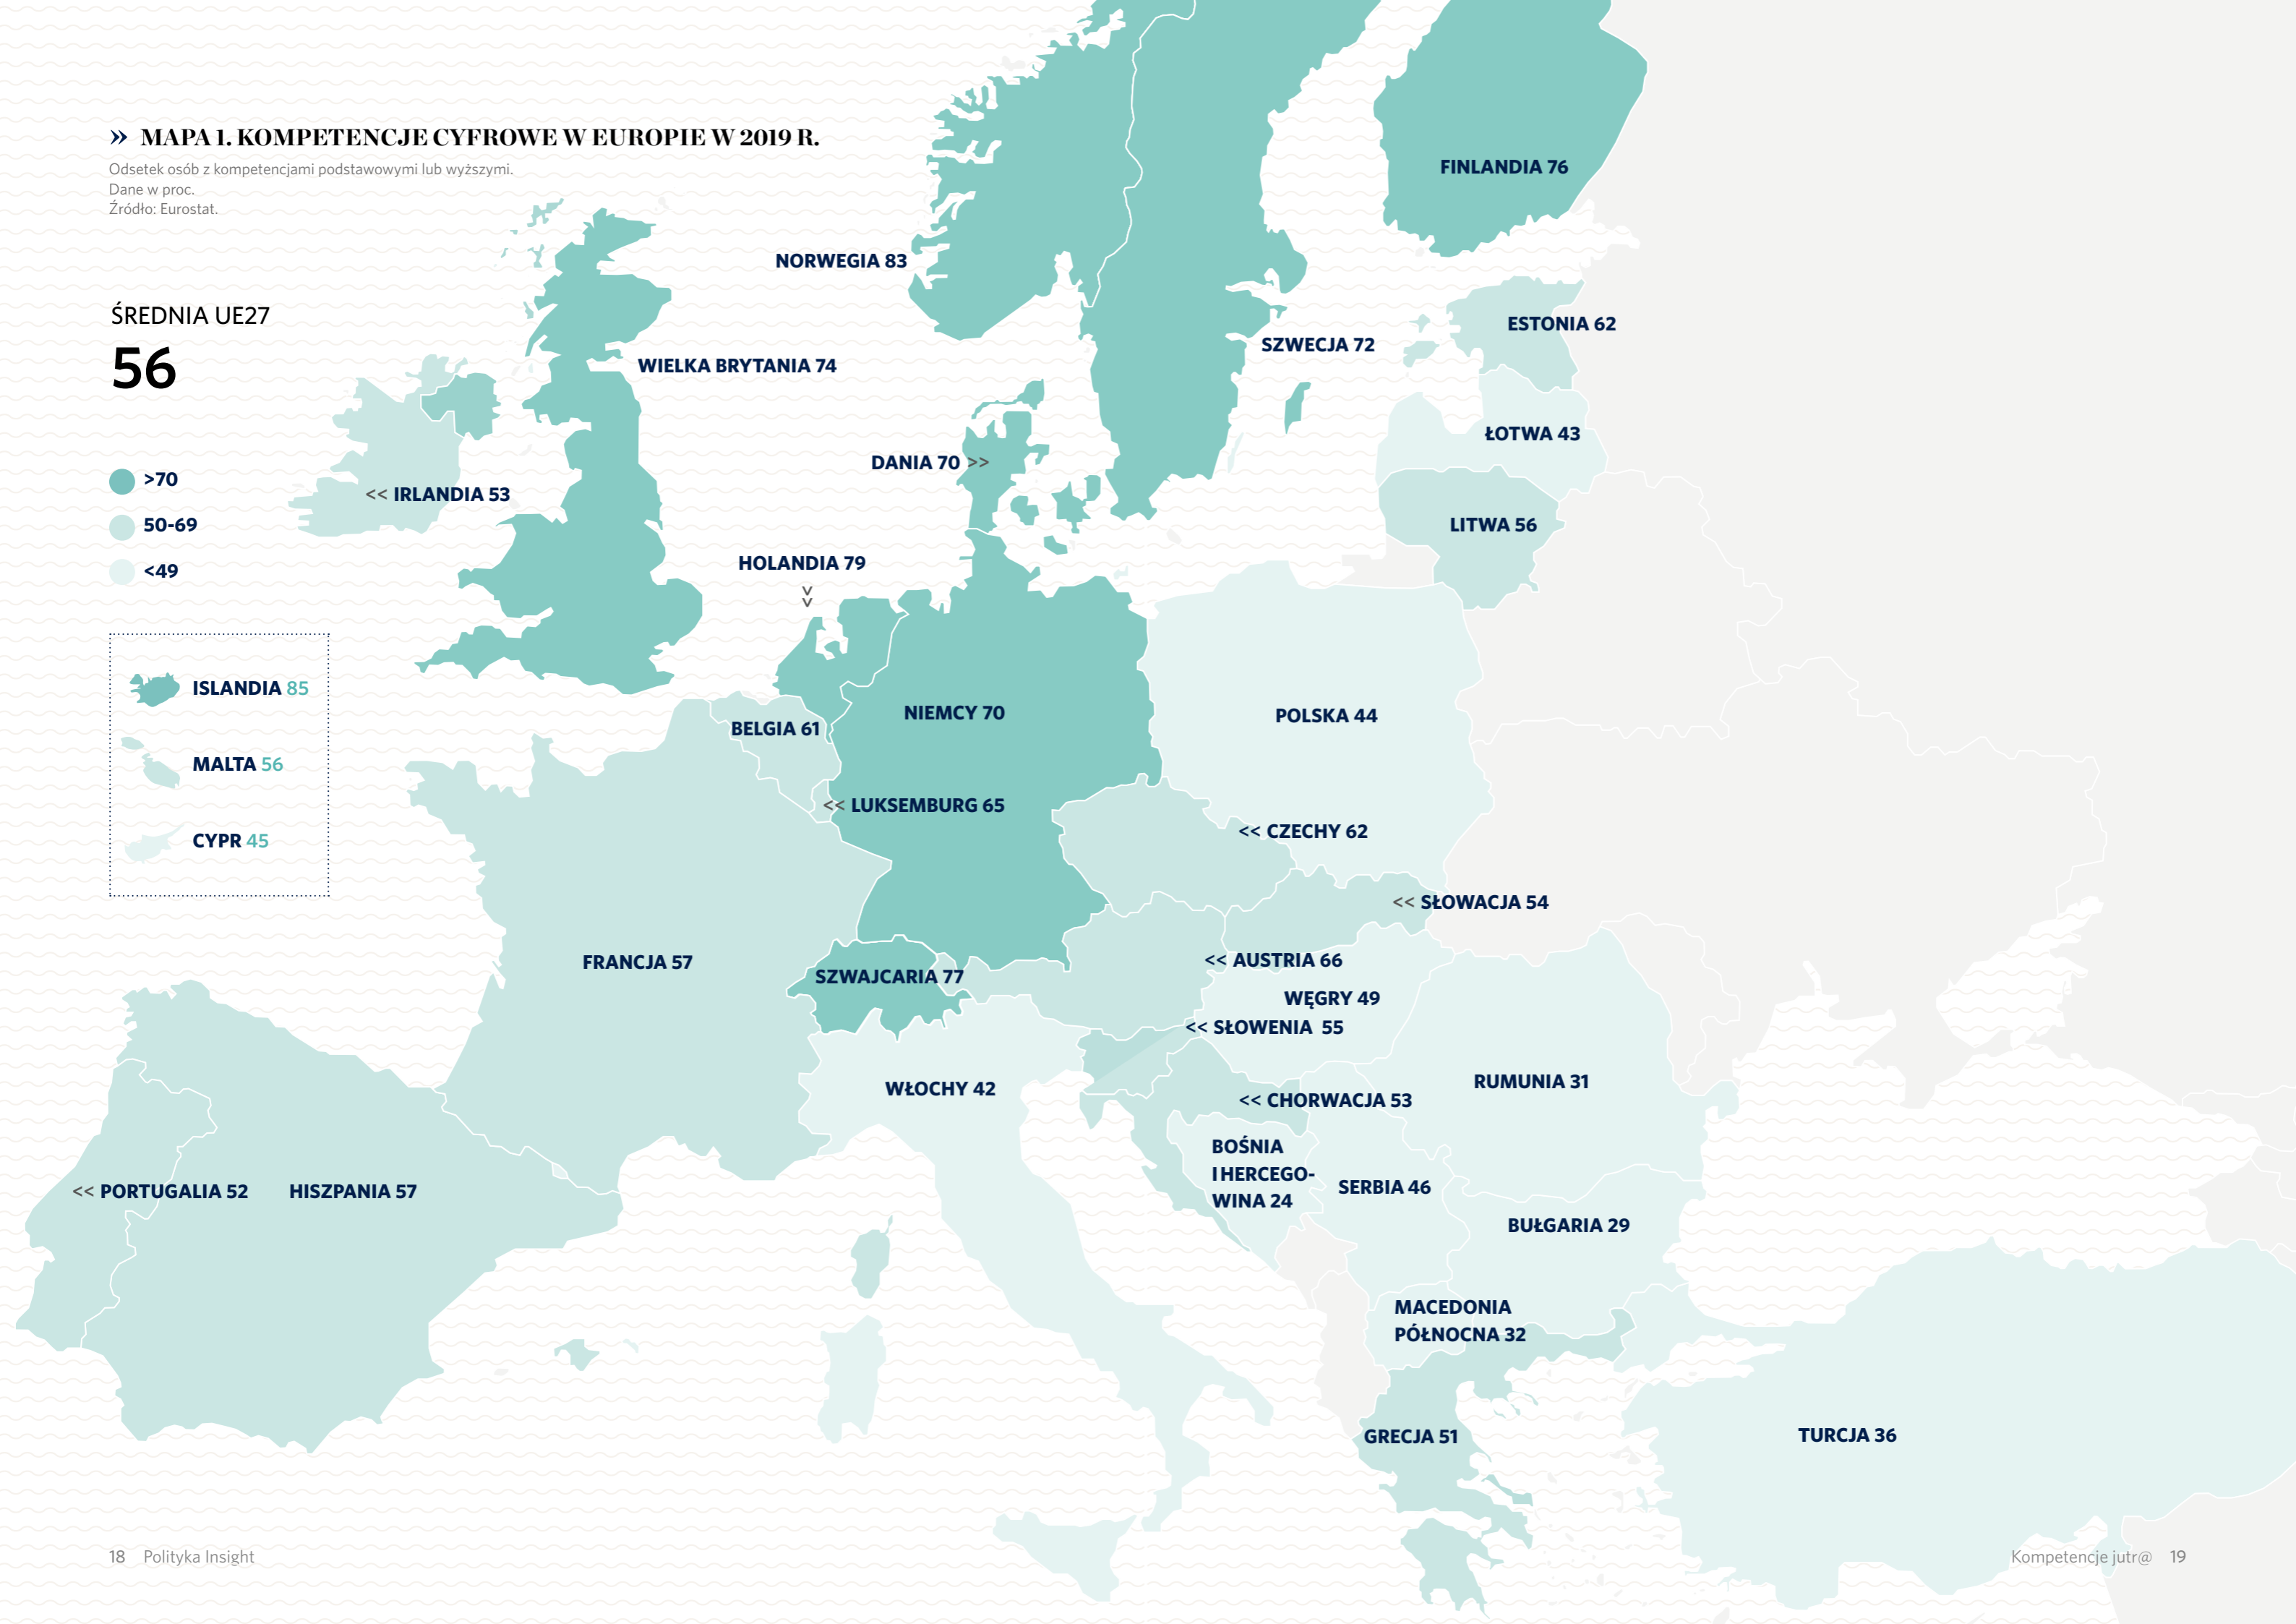 » MAPA 1. KOMPETENCJE CYFROWE W EUROPIE W 2019 R.
Odsetek osób z kompetencjami podstawowymi lub wyższymi.
Dane w proc.
Źródło: Eurostat.
ŚREDNIA UE27
56
>70
50-69
<49
ISLANDIA 85
MALTA 56
CYPR 45
FINLANDIA 76
NORWEGIA 83
ESTONIA 62
SZWECJA 72
WIELKA BRYTANIA 74
ŁOTWA 43
DANIA 70 >>
<< IRLANDIA 53
LITWA 56
HOLANDIA 79
>>
NIEMCY 70
POLSKA 44
BELGIA 61
<< LUKSEMBURG 65
<< CZECHY 62
<< SŁOWACJA 54
FRANCJA 57
<< AUSTRIA 66
SZWAJCARIA 77
WĘGRY 49
<< SŁOWENIA 55
RUMUNIA 31
WŁOCHY 42
<< CHORWACJA 53
BOŚNIA
I HERCEGO-
WINA 24
SERBIA 46
<< PORTUGALIA 52
HISZPANIA 57
BUŁGARIA 29
MACEDONIA
PÓŁNOCNA 32
GRECJA 51
TURCJA 36
18 Polityka Insight
Kompetencje jutr@ 19